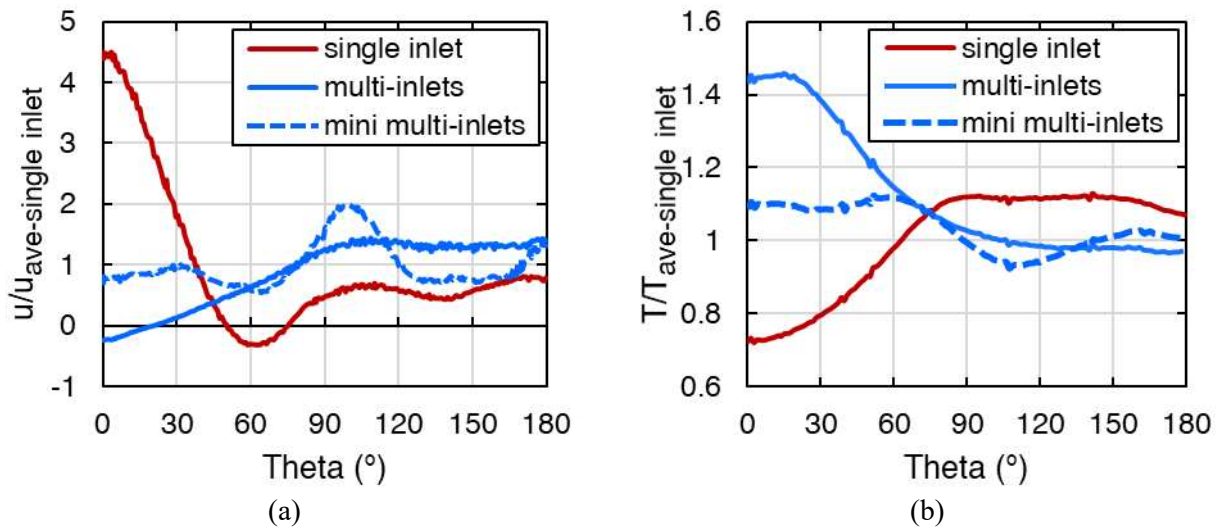 u/u_ave-single inlet
5
4
3
2
1
0
-1
single inlet
multi-inlets
mini multi-inlets
0 30 60 90 120 150 180
Theta (º)
(a)
T/T_ave-single inlet
1.6
1.4
1.2
1
0.8
0.6
single inlet
multi-inlets
mini multi-inlets
0 30 60 90 120 150 180
Theta (º)
(b)